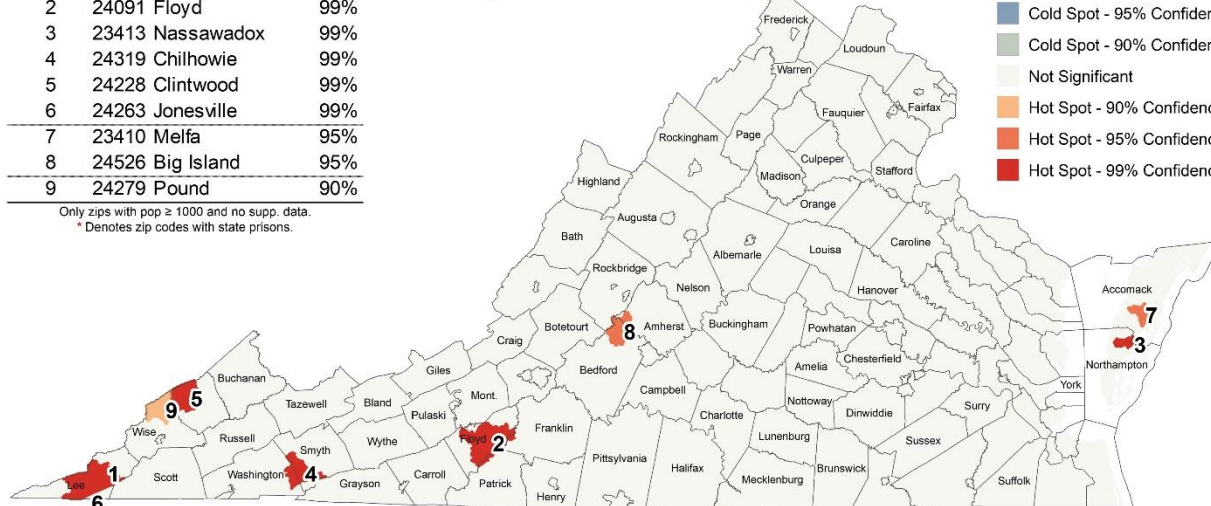 2 24091 Floyd 99%
3 23413 Nassawadox 99%
4 24319 Chilhowie 99%
5 24228 Clintwood 99%
6 24263 Jonesville 99%
7 23410 Melfa 95%
8 24526 Big Island 95%
9 24279 Pound 90%
Only zips with pop ≥ 1000 and no supp. data.
* Denotes zip codes with state prisons.
Cold Spot - 95% Confiden
Cold Spot - 90% Confiden
Not Significant
Hot Spot - 90% Confidenc
Hot Spot - 95% Confidenc
Hot Spot - 99% Confidenc
Frederick
Loudoun
Warren
Fairfax
Fauquier
Rockingham
Page
Culpeper
Stafford
Madison
Highland
Orange
Augusta
Caroline
Bath
Louisa
Albemarle
Rockbridge
Nelson
Hanover
Accomack
7
Botetourt
8
Amherst
Buckingham
Powhatan
3
Craig
Chesterfield
Northampton
Giles
Bedford
Amelia
Buchanan
York
Campbell
9
5
Tazewell
Bland
Mont.
Nottoway
Pulaski
Charlotte
Dinwiddie
Surry
Wise
Franklin
Russell
Wythe
Floyd
2
Lunenburg
Sussex
Smyth
Pittsylvania
1
4
Scott
Washington
Carroll
Halifax
Brunswick
Lee
Grayson
Patrick
Mecklenburg
Suffolk
Henry
6